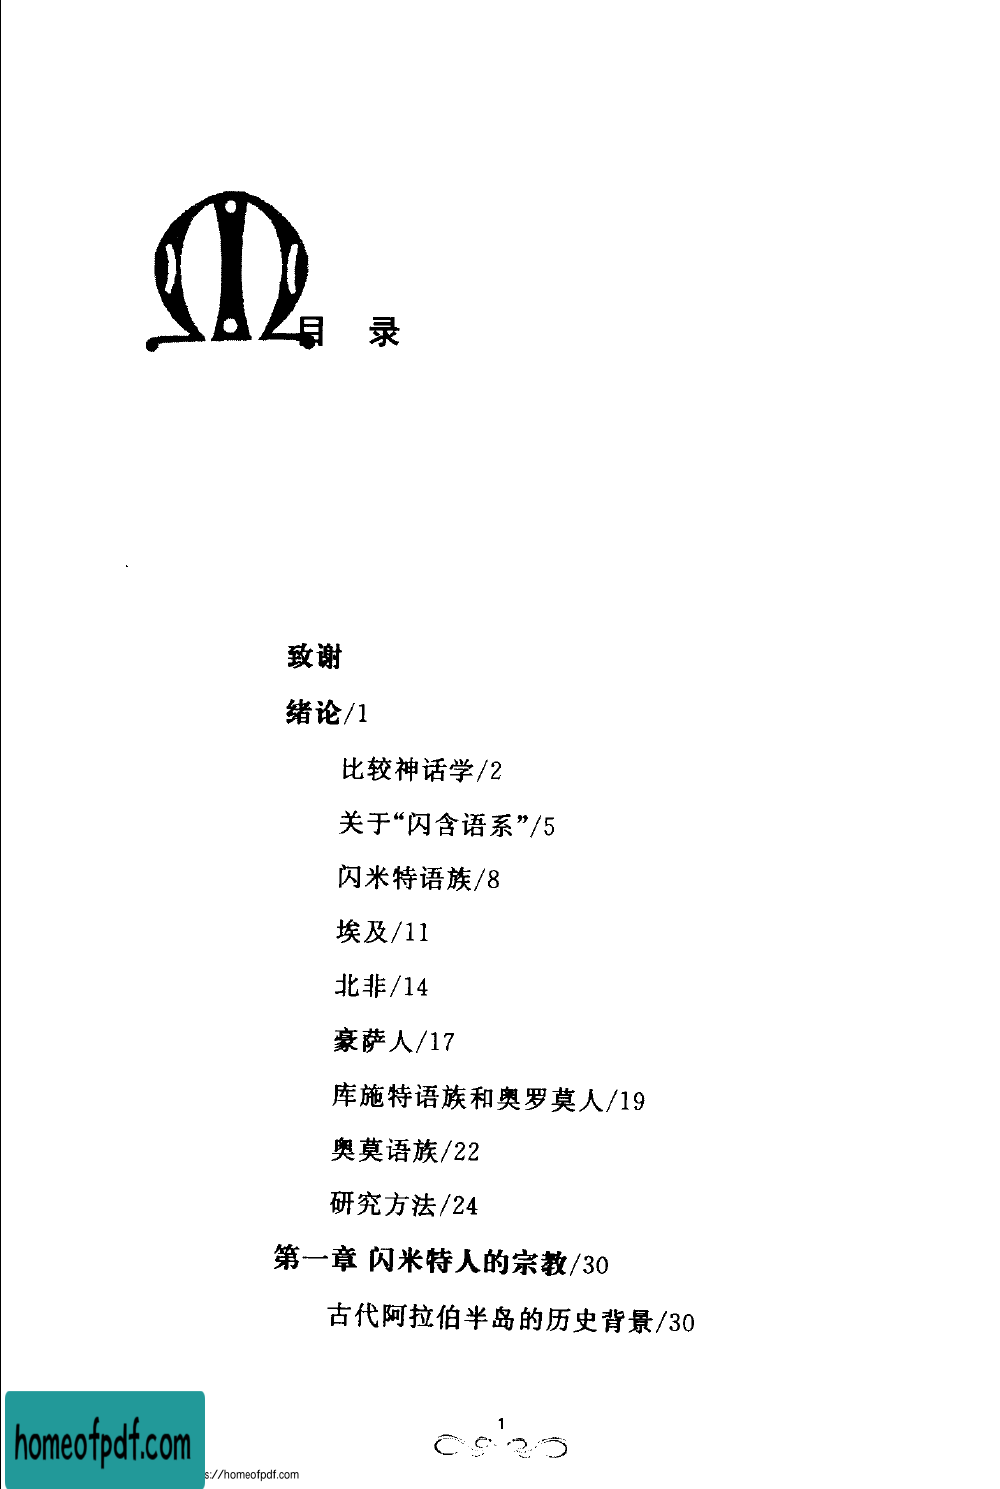 目 录
致谢
绪论/1
比较神话学/2
关于“闪含语系”/5
闪米特语族/8
埃及/11
北非/14
豪萨人/17
库施特语族和奥罗莫人/19
奥莫语族/22
研究方法/24
第一章 闪米特人的宗教/30
古代阿拉伯半岛的历史背景/30
1
homeofpdf.com
s://homeofpdf.com